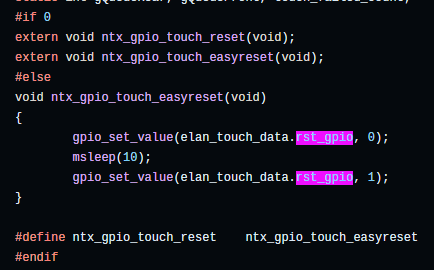 #if 0
extern void ntx_gpio_touch_reset(void);
extern void ntx_gpio_touch_easyreset(void);
#else
void ntx_gpio_touch_easyreset(void)
{
        gpio_set_value(elan_touch_data.rst_gpio, 0);
        msleep(10);
        gpio_set_value(elan_touch_data.rst_gpio, 1);
}

#define ntx_gpio_touch_reset    ntx_gpio_touch_easyreset
#endif